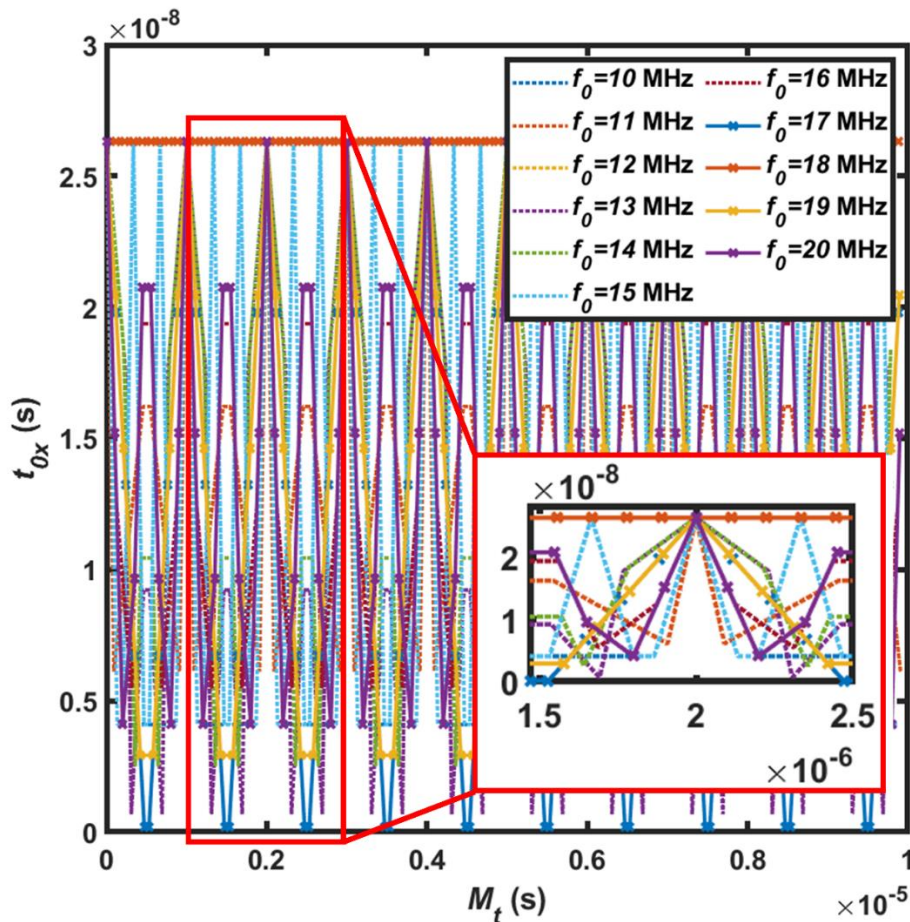 ×10⁻⁸
3
2.5
2
1.5
1
0.5
0
t₀ₓ (s)
f₀=10 MHz f₀=16 MHz
f₀=11 MHz f₀=17 MHz
f₀=12 MHz f₀=18 MHz
f₀=13 MHz f₀=19 MHz
f₀=14 MHz f₀=20 MHz
f₀=15 MHz
×10⁻⁸
2
1
0
1.5 2 2.5
×10⁻⁶
0 0.2 0.4 0.6 0.8 1
Mₜ (s)
×10⁻⁵